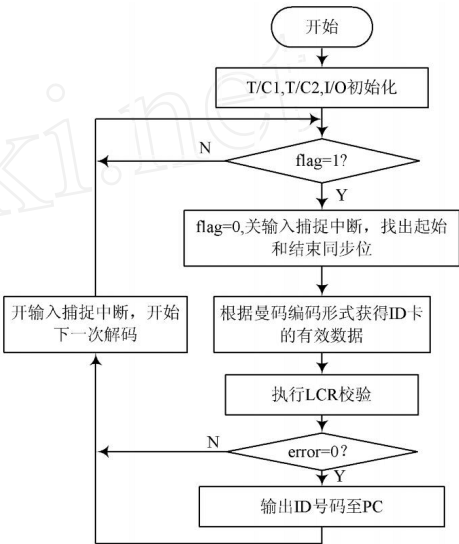 开始
T/C1,T/C2,I/O初始化
N
flag=1?
Y
flag=0,关输入捕捉中断，找出起始
和结束同步位
开输入捕捉中断，开始
下一次解码
根据曼码编码形式获得ID卡
的有效数据
执行LCR校验
N
error=0？
Y
输出ID号码至PC
ki.net